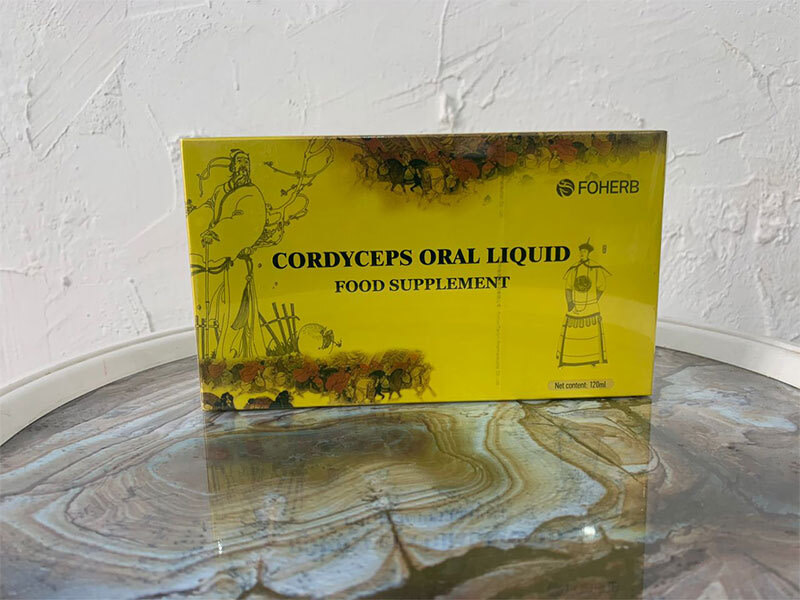 FOHERB
CORDYCEPS ORAL LIQUID
FOOD SUPPLEMENT
Net content: 120ml